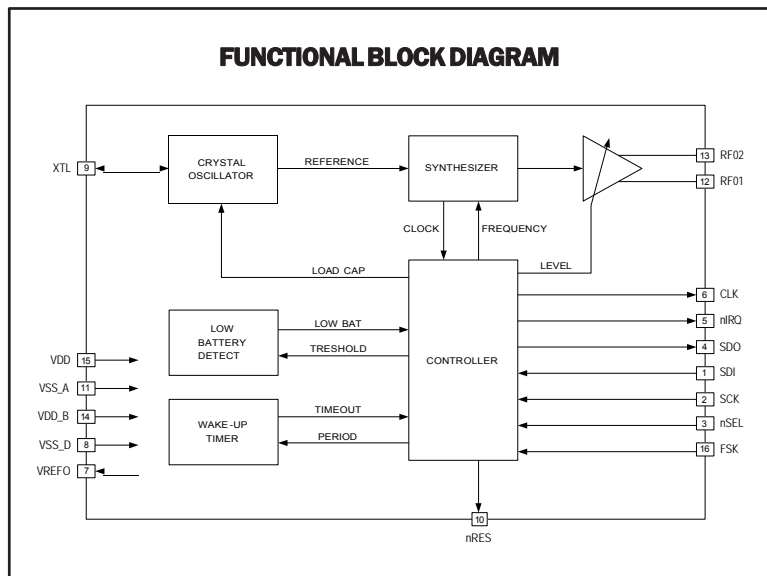 FUNCTIONAL BLOCK DIAGRAM
XTL 9
CRYSTAL
OSCILLATOR
REFERENCE
SYNTHESIZER
13 RF02
12 RF01
CLOCK
FREQUENCY
LOAD CAP
LEVEL
6 CLK
5 nIRQ
4 SDO
1 SDI
2 SCK
3 nSEL
16 FSK
LOW
BATTERY
DETECT
LOW BAT
TRESHOLD
CONTROLLER
VDD 15
VSS_A 11
VDD_B 14
VSS_D 8
VREFO 7
WAKE-UP
TIMER
TIMEOUT
PERIOD
10
nRES